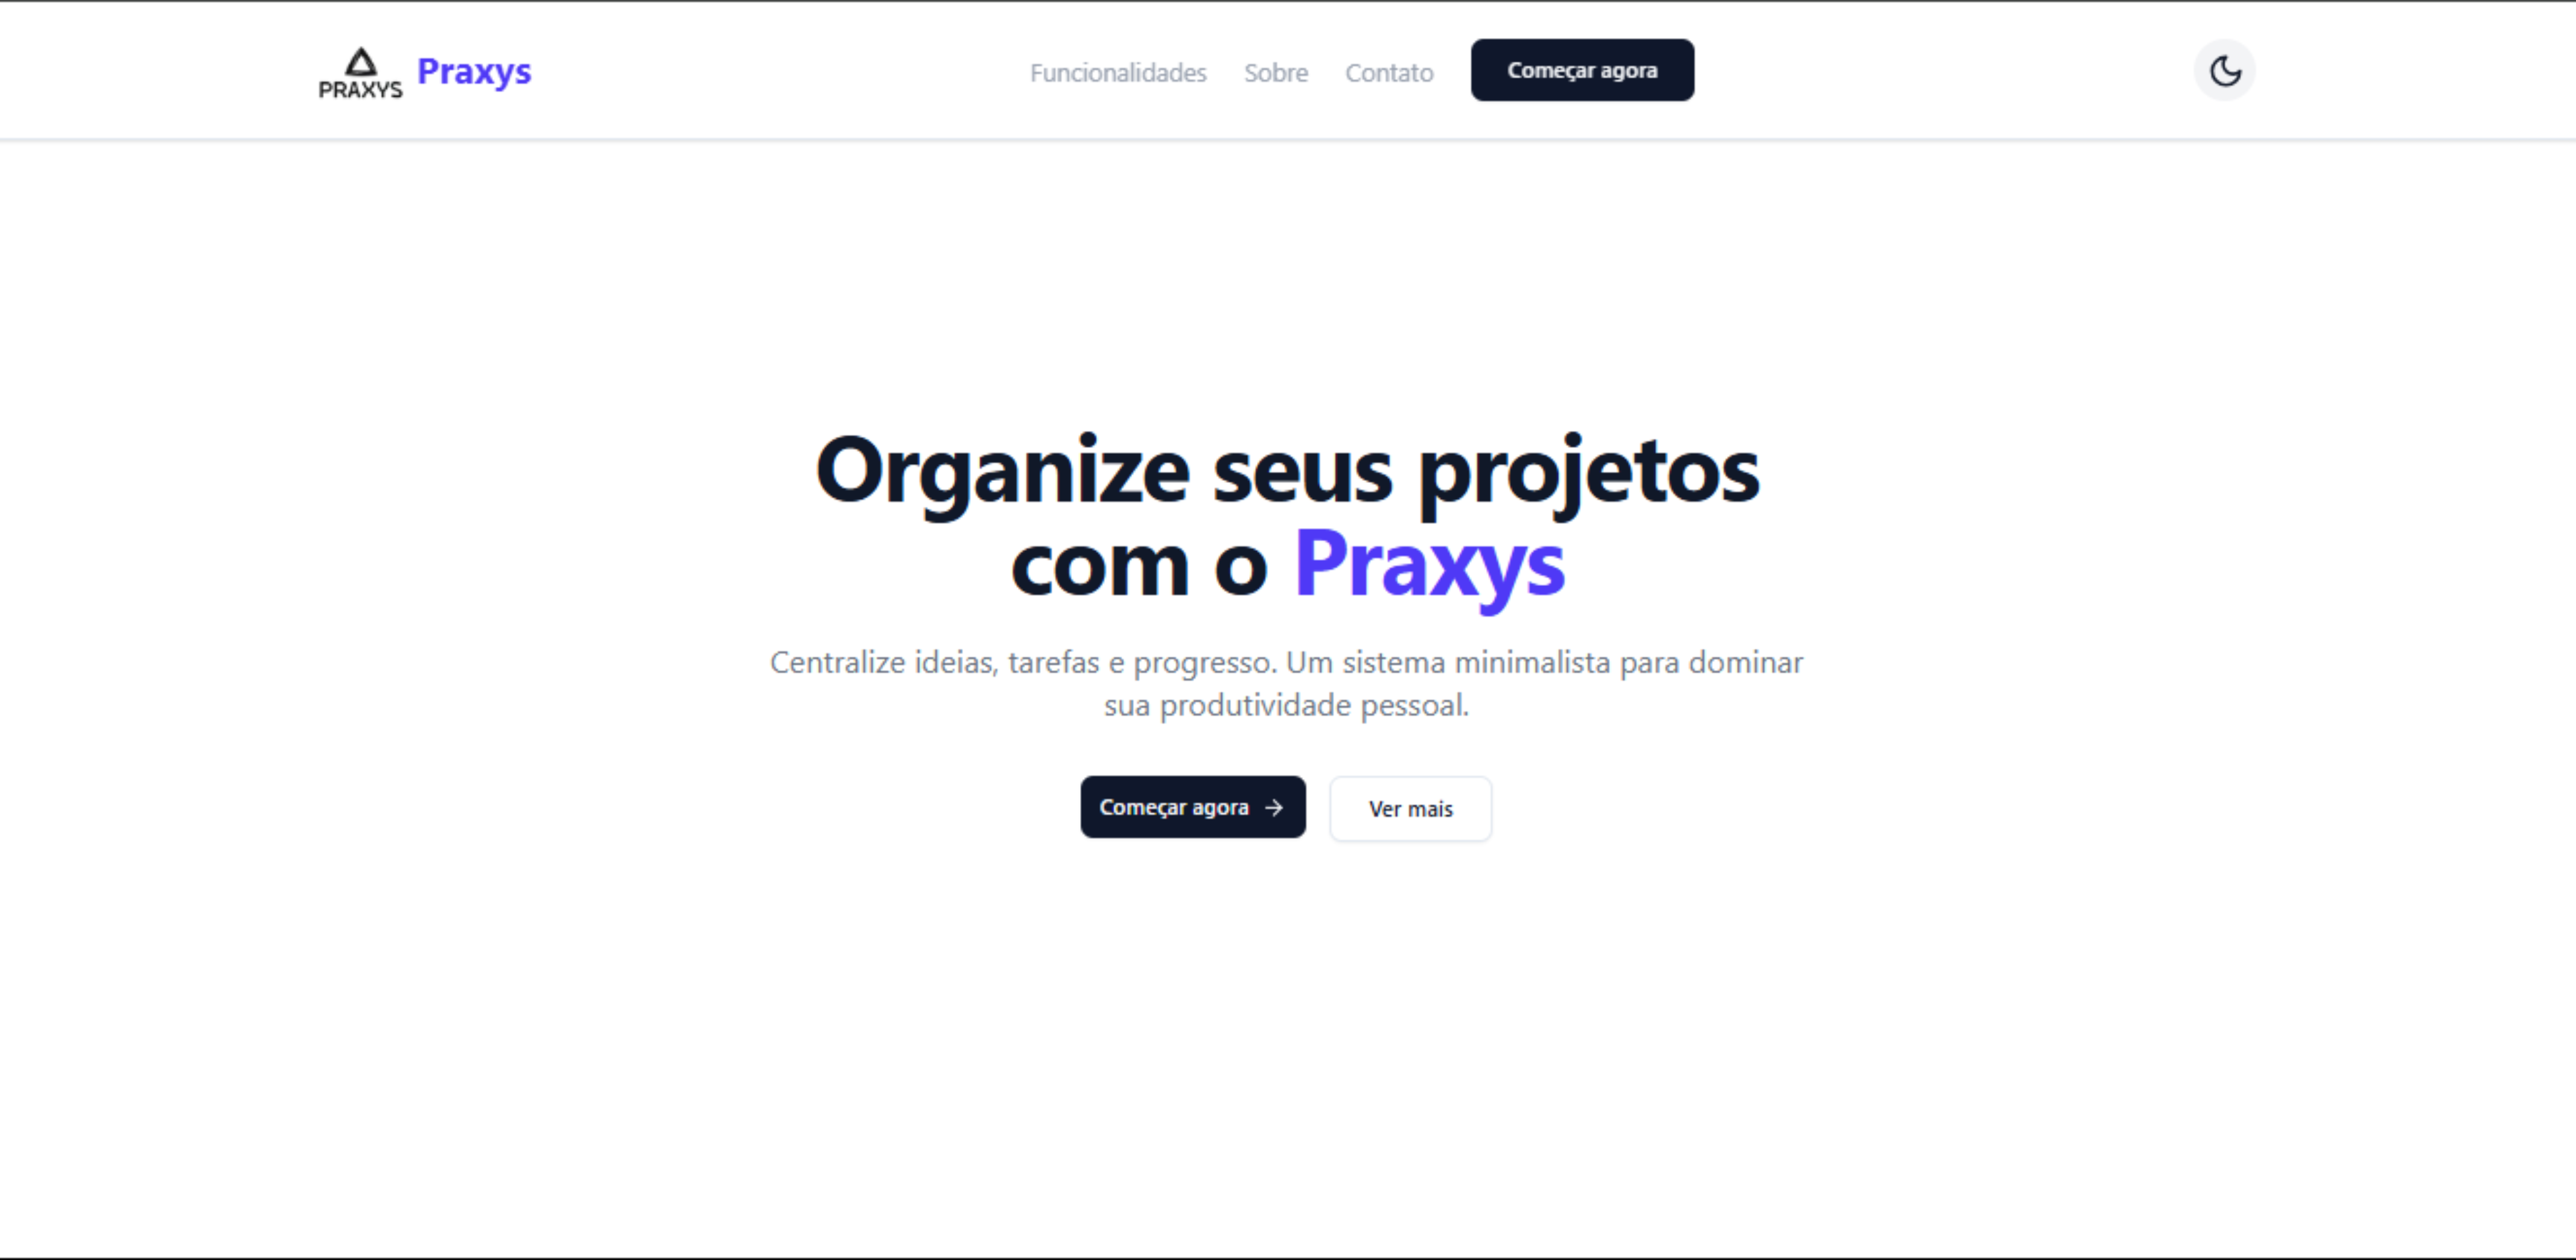 PRAXYS
Praxys
Funcionalidades
Sobre
Contato
Começar agora
Organize seus projetos
com o Praxys
Centralize ideias, tarefas e progresso. Um sistema minimalista para dominar
sua produtividade pessoal.
Começar agora →
Ver mais